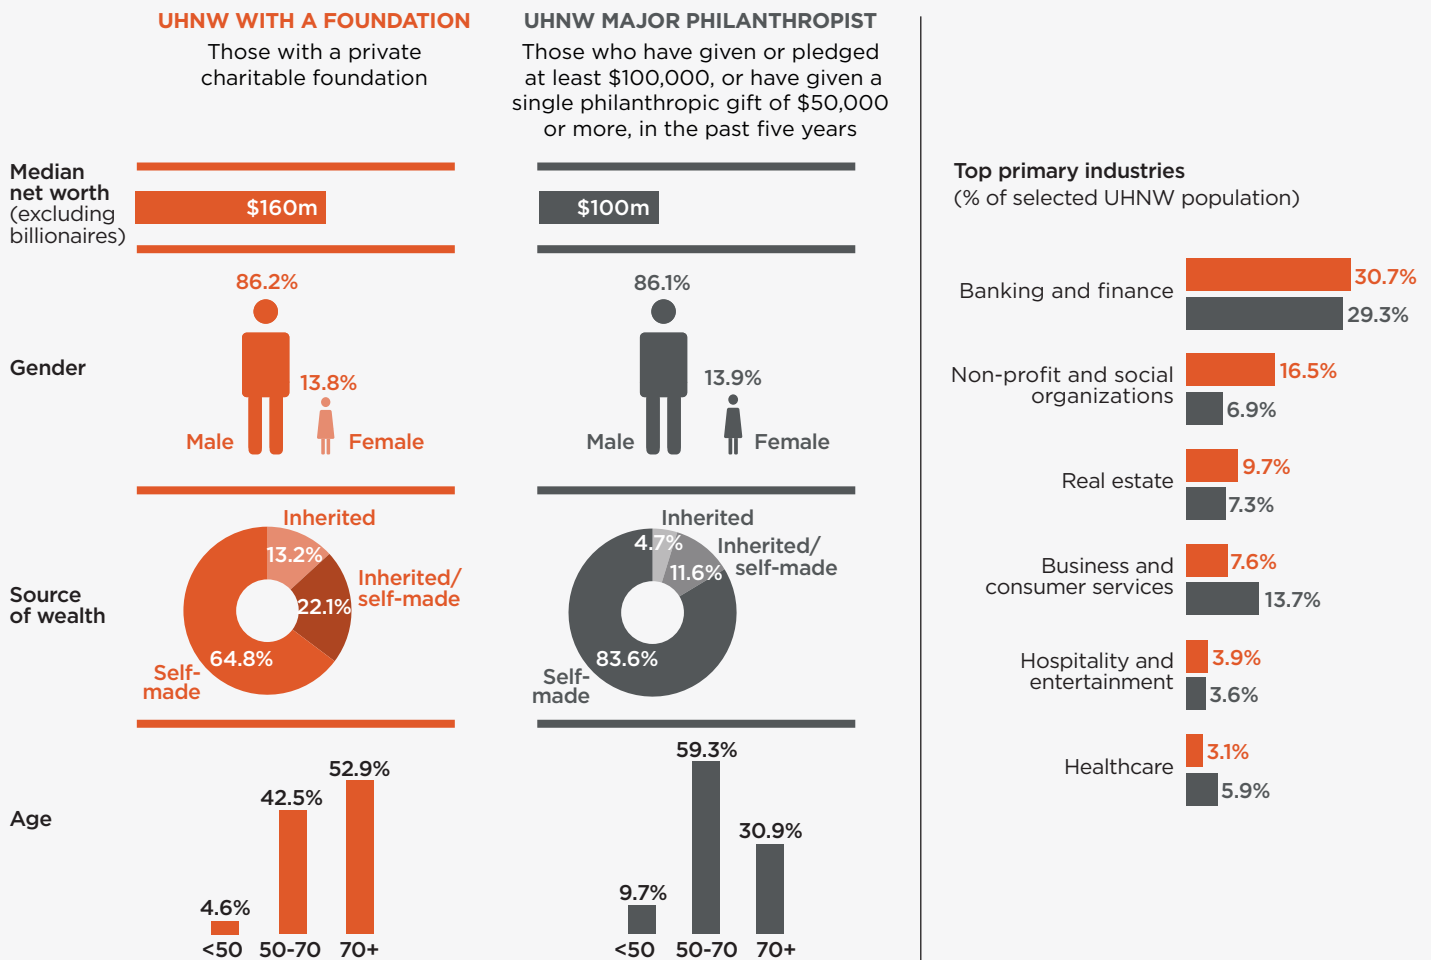 UHNW WITH A FOUNDATION
Those with a private
charitable foundation
UHNW MAJOR PHILANTHROPIST
Those who have given or pledged
at least $100,000, or have given a
single philanthropic gift of $50,000
or more, in the past five years
Median
net worth
(excluding
billionaires)
$160m
$100m
Gender
86.2%
13.8%
Male
Female
86.1%
13.9%
Male
Female
Source
of wealth
Inherited
13.2%
Inherited/
self-made
22.1%
64.8%
Self-
made
Inherited
4.7%
Inherited/
self-made
11.6%
83.6%
Self-
made
Age
4.6%
42.5%
52.9%
<50
50-70
70+
9.7%
59.3%
30.9%
<50
50-70
70+
Top primary industries
(% of selected UHNW population)
Banking and finance
30.7%
29.3%
Non-profit and social
organizations
16.5%
6.9%
Real estate
9.7%
7.3%
Business and
consumer services
7.6%
13.7%
Hospitality and
entertainment
3.9%
3.6%
Healthcare
3.1%
5.9%